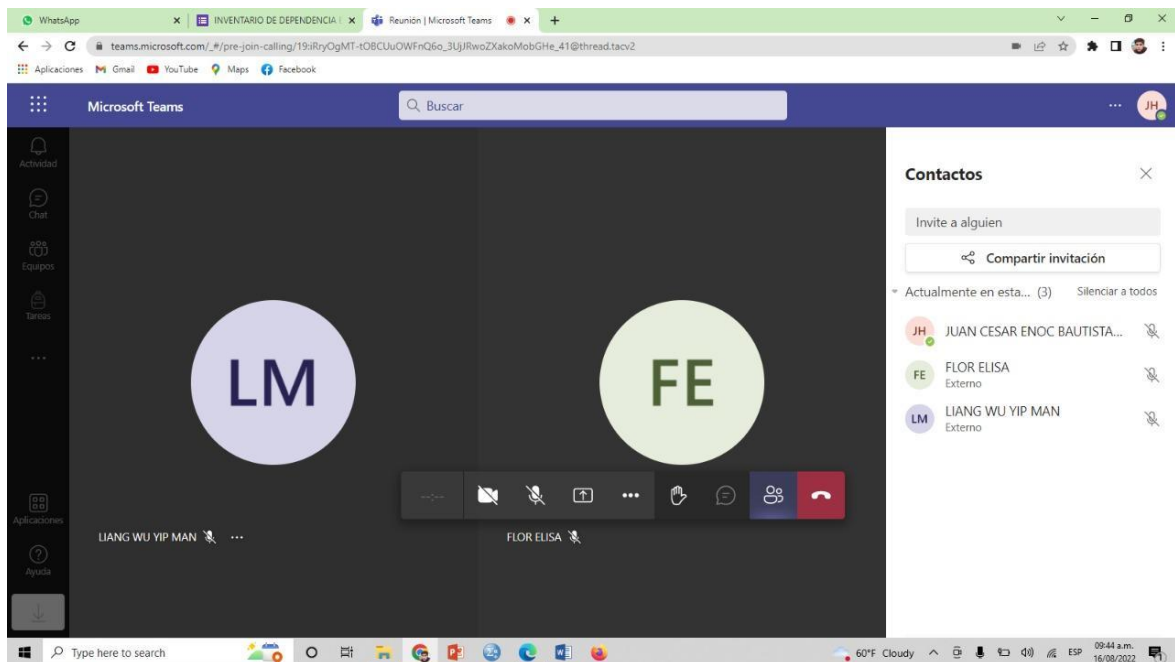 WhatsApp
INVENTARIO DE DEPENDENCIA
Reunión | Microsoft Teams
teams.microsoft.com/_#/pre-join-calling/19:iRryOgMT-tOBCUuOWFnQ6o_3UjJRwoZXakoMobGHe_41@thread.tacv2
Aplicaciones
Gmail
YouTube
Maps
Facebook
Microsoft Teams
Buscar
JH
Actividad
Chat
Equipos
Tareas
Aplicaciones
Ayuda
LM
LIANG WU YIP MAN
FE
FLOR ELISA
--:--
Contactos
Invite a alguien
Compartir invitación
Actualmente en esta... (3) Silenciar a todos
JH JUAN CESAR ENOC BAUTISTA...
FE FLOR ELISA
Externo
LM LIANG WU YIP MAN
Externo
Type here to search
60°F Cloudy
ESP
09:44 a.m.
16/08/2022